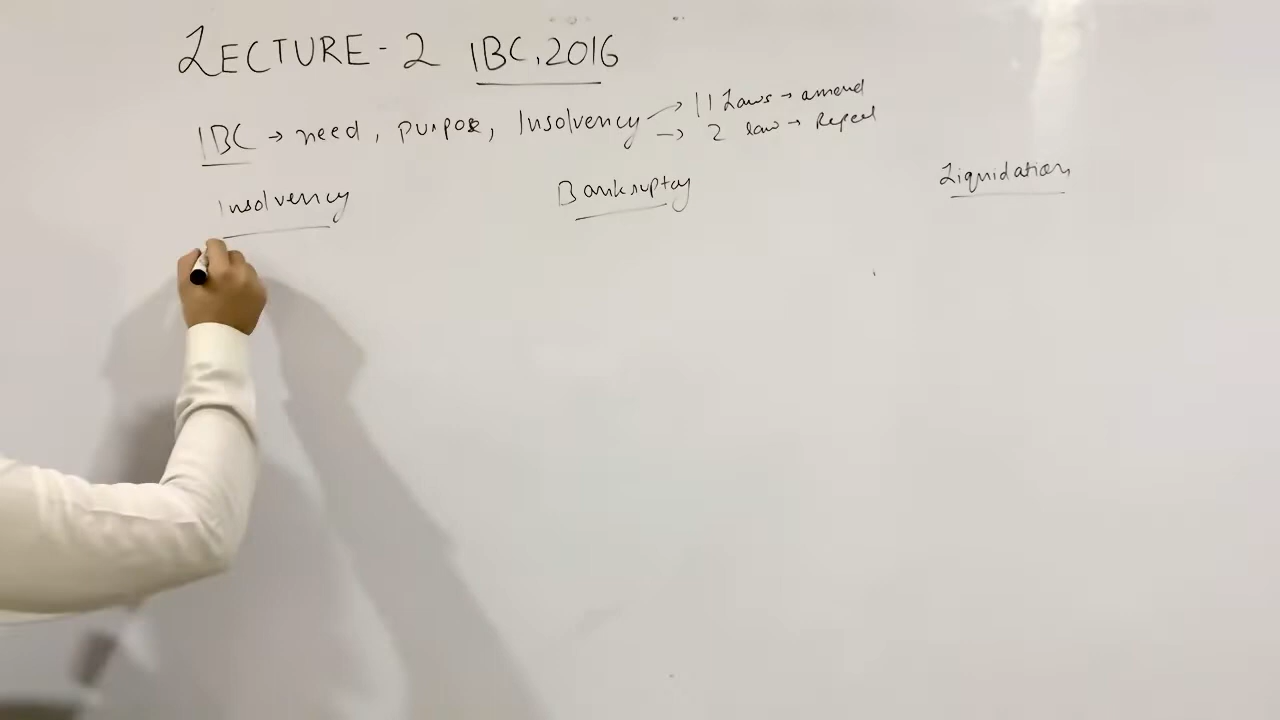 LECTURE - 2 IBC, 2016
IBC → need, purpose, Insolvency → 11 Laws → amend
→ 2 law → Repeal
Insolvency Bankruptcy Liquidation